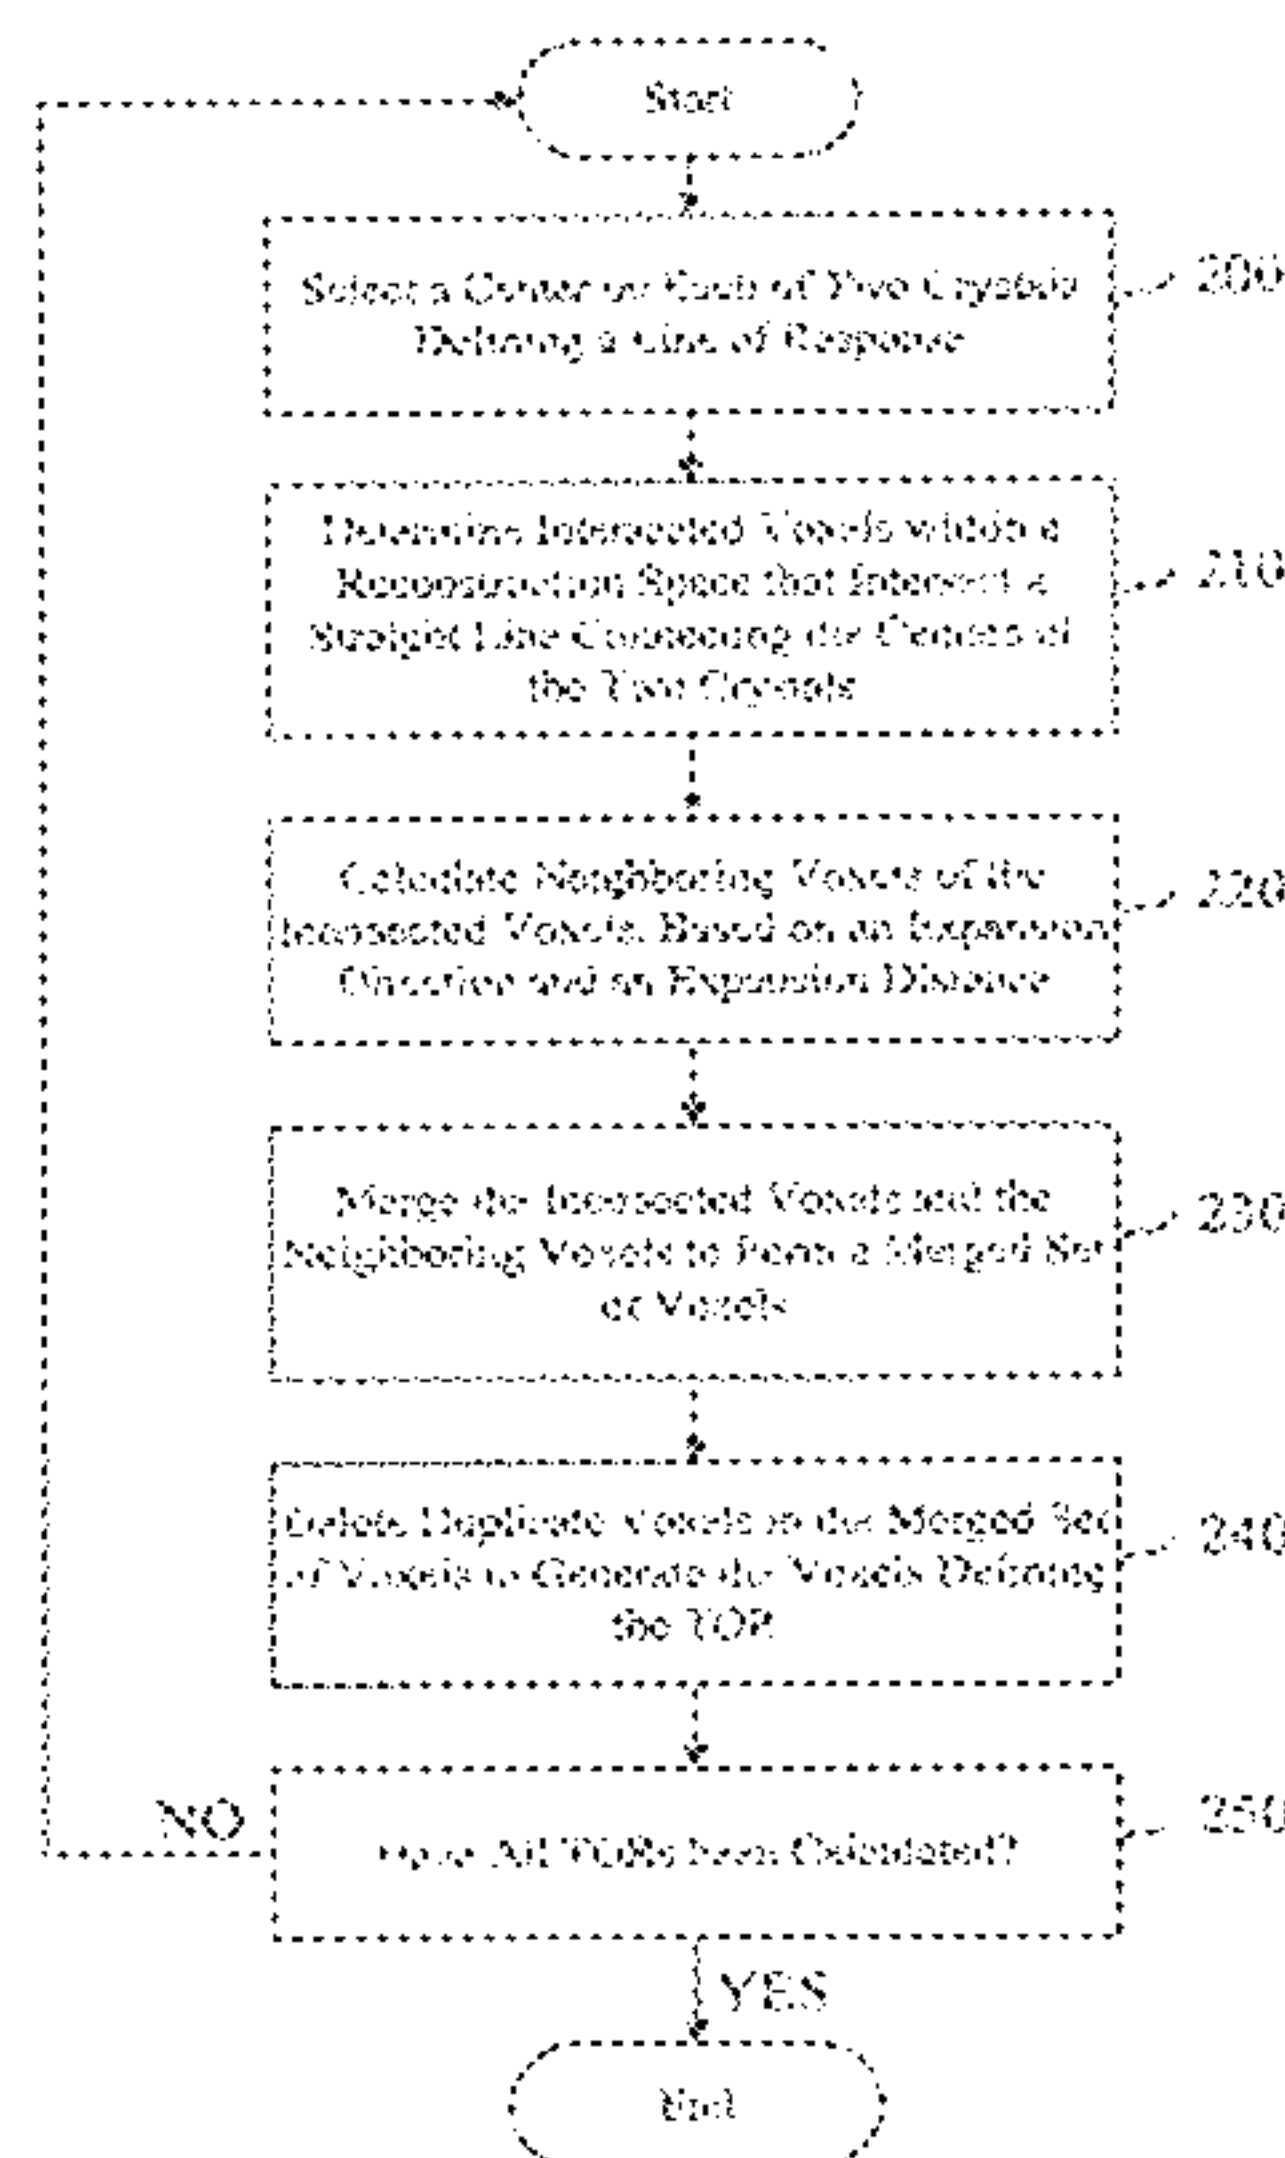 Start
Select a Center on Each of Two Crystals
Defining a Line of Response
200
Determine Intersected Voxels within a
Reconstruction Space that Intersect a
Straight Line Connecting the Centers of
the Two Crystals
210
Calculate Neighboring Voxels of the
Intersected Voxels, Based on an Expansion
Direction and an Expansion Distance
220
Merge the Intersected Voxels and the
Neighboring Voxels to Form a Merged Set
of Voxels
230
Delete Duplicate Voxels in the Merged Set
of Voxels to Generate the Voxels Defining
the TOR
240
NO
Have All TORs been Calculated?
250
YES
End